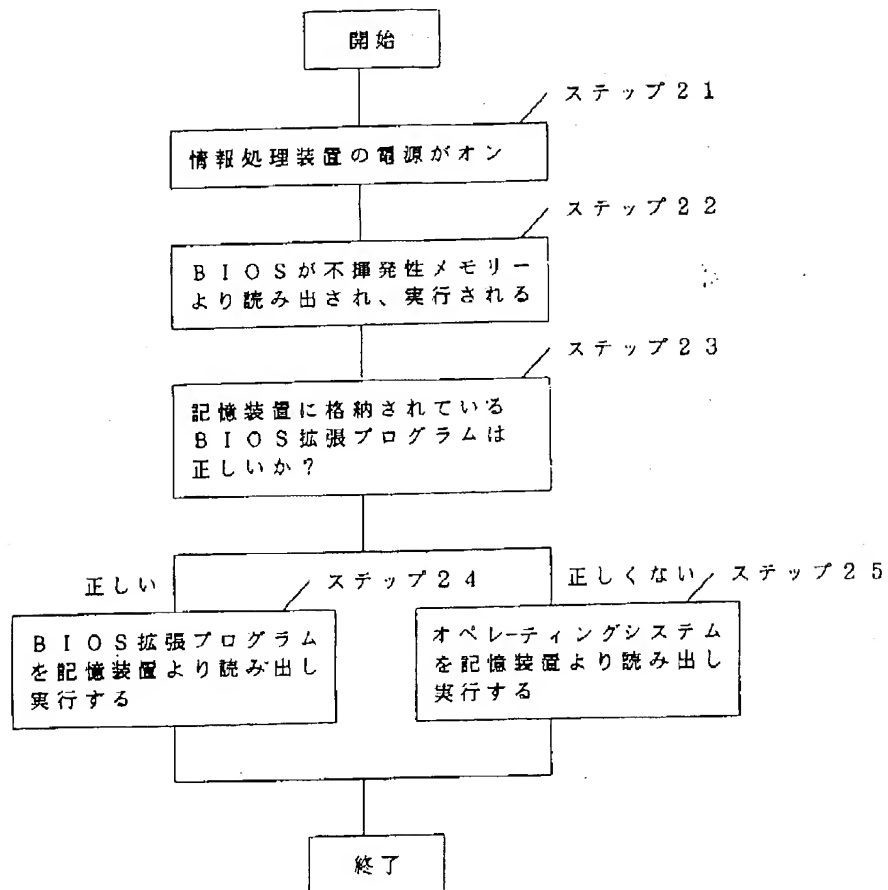 開始
ステップ21
情報処理装置の電源がオン
ステップ22
BIOSが不揮発性メモリー
より読み出され、実行される
ステップ23
記憶装置に格納されている
BIOS拡張プログラムは
正しいか?
正しい
ステップ24
正しくない
ステップ25
BIOS拡張プログラム
を記憶装置より読み出し
実行する
オペレーティングシステム
を記憶装置より読み出し
実行する
終了